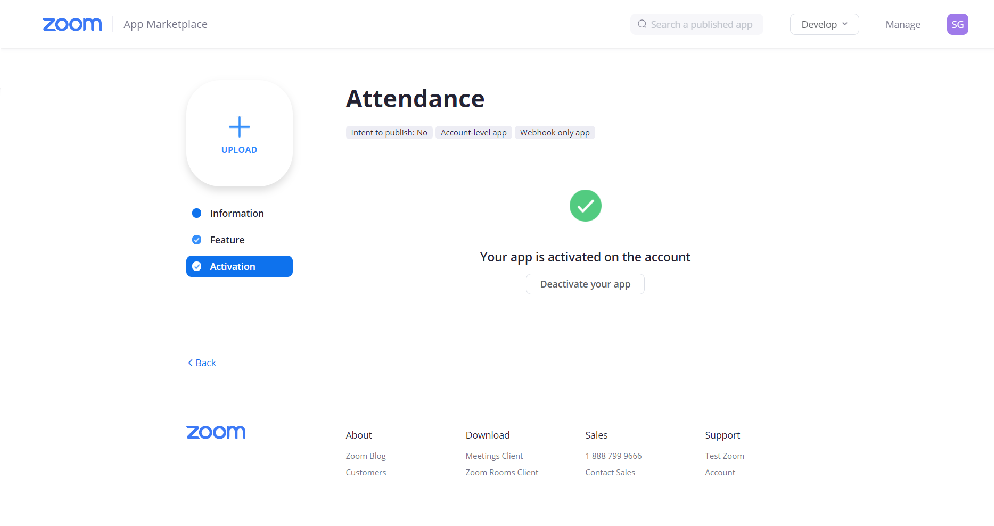 zoom App Marketplace Search a published app Develop Manage SG
Attendance
Intent to publish: No Account-level app Webhook only app
UPLOAD
Information
Feature
Activation
Your app is activated on the account
Deactivate your app
Back
zoom
About Download Sales Support
Zoom Blog Meetings Client 1.888.799.9666 Test Zoom
Customers Zoom Rooms Client Contact Sales Account